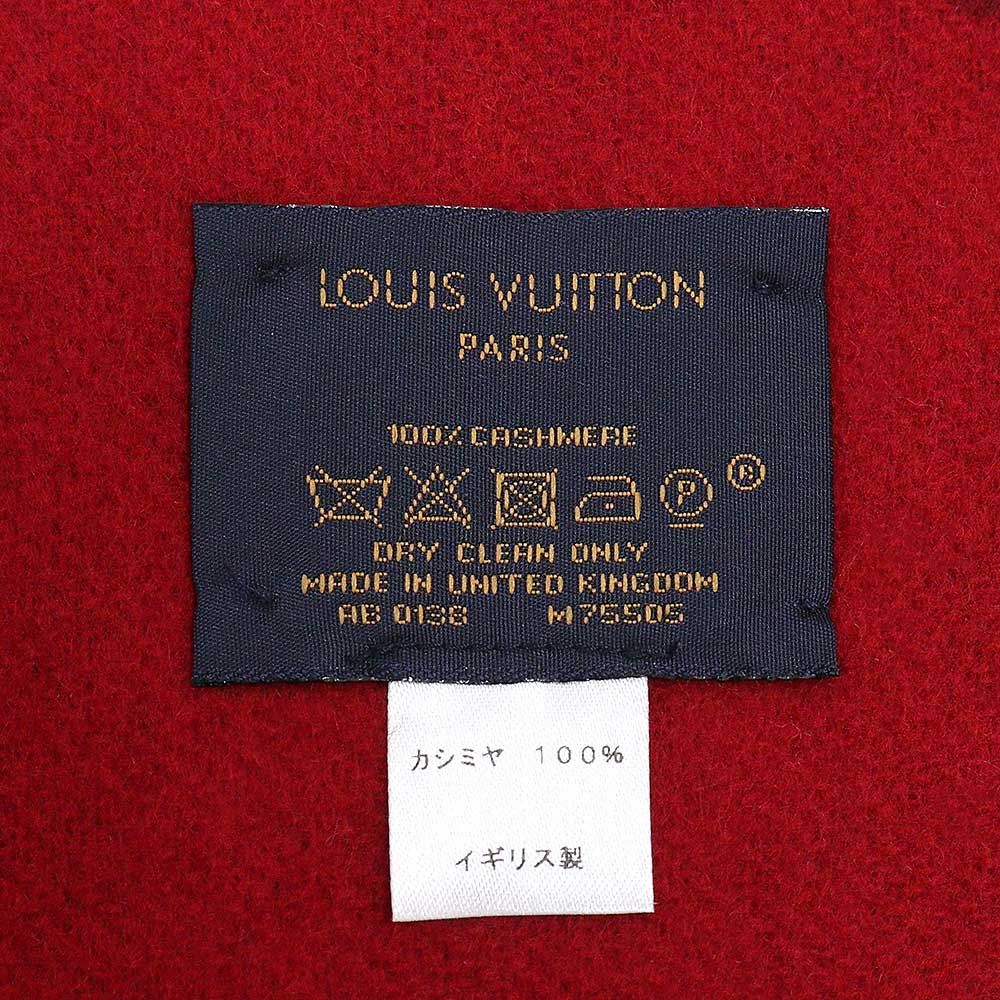 LOUIS VUITTON
PARIS
100% CASHMERE
P ®
DRY CLEAN ONLY
MADE IN UNITED KINGDOM
AB 0138 M75505
カシミヤ 100%
イギリス製